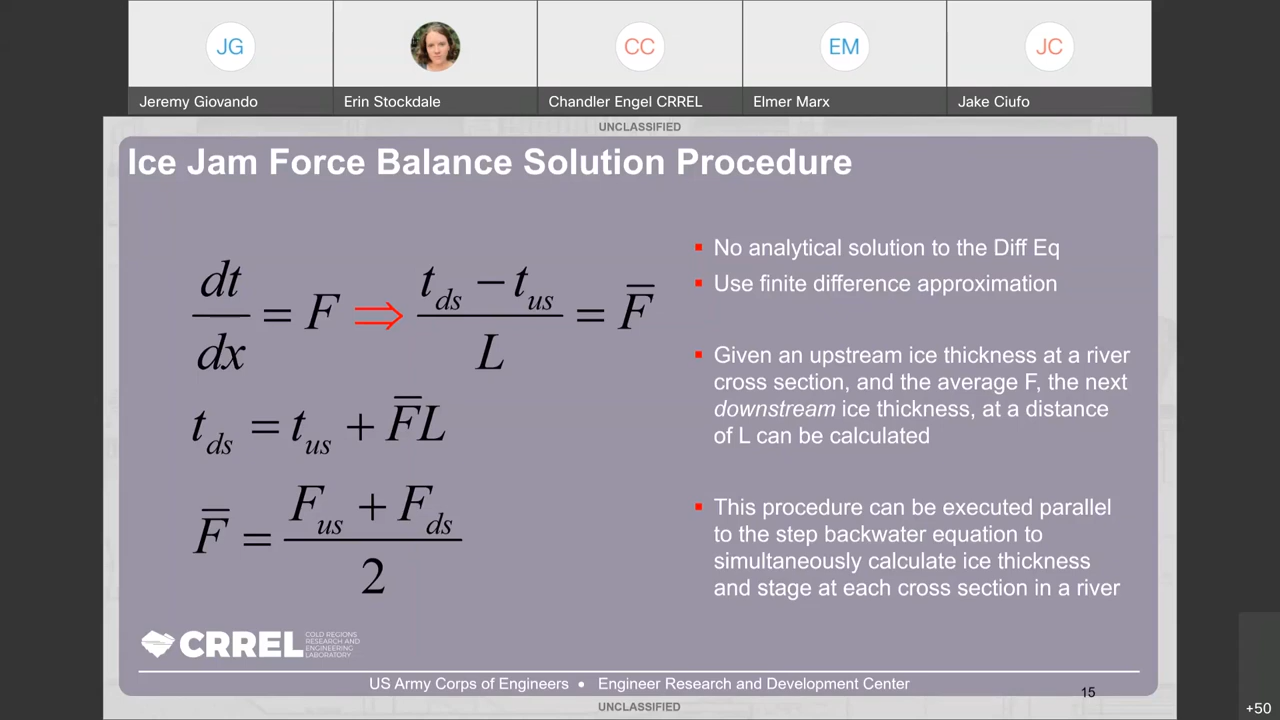 JG
CC
EM
JC
Jeremy Giovando
Erin Stockdale
Chandler Engel CRREL
Elmer Marx
Jake Ciufo
UNCLASSIFIED
Ice Jam Force Balance Solution Procedure
dt/dx = F ⇒ (t_ds − t_us)/L = F̅
t_ds = t_us + F̅L
F̅ = (F_us + F_ds)/2
▪ No analytical solution to the Diff Eq
▪ Use finite difference approximation
▪ Given an upstream ice thickness at a river
cross section, and the average F, the next
downstream ice thickness, at a distance
of L can be calculated
▪ This procedure can be executed parallel
to the step backwater equation to
simultaneously calculate ice thickness
and stage at each cross section in a river
CRREL
COLD REGIONS
RESEARCH AND
ENGINEERING
LABORATORY
US Army Corps of Engineers • Engineer Research and Development Center
15
UNCLASSIFIED
+50